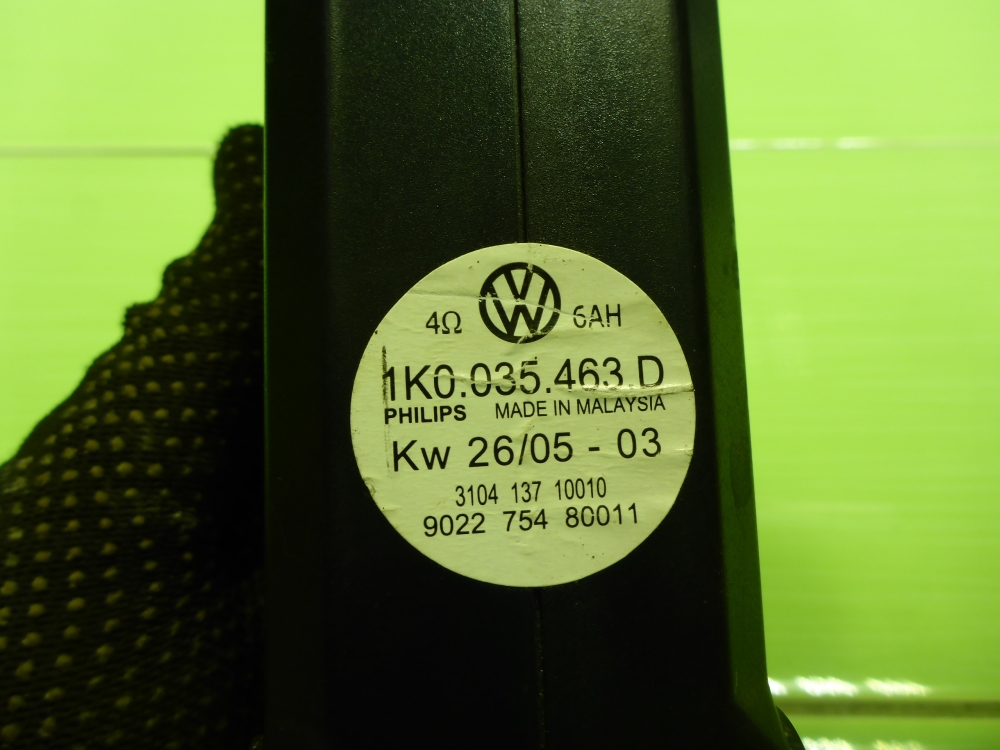 4Ω VW 6AH
1K0.035.463.D
PHILIPS MADE IN MALAYSIA
Kw 26/05 - 03
3104 137 10010
9022 754 80011